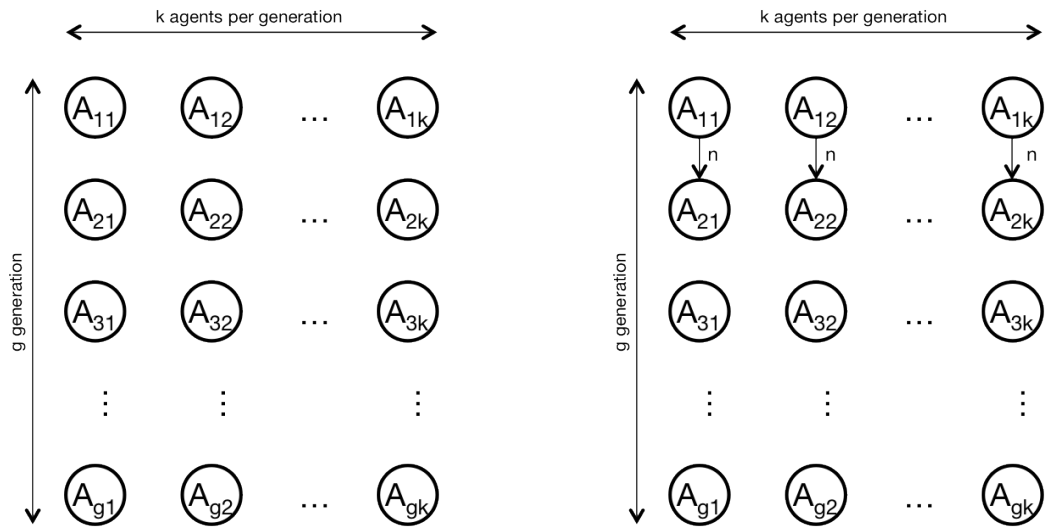 k agents per generation
k agents per generation
g generation
A11 A12 ... A1k
A21 A22 ... A2k
A31 A32 ... A3k
⋮ ⋮ ⋮
Ag1 Ag2 ... Agk
g generation
A11 A12 ... A1k
n n n
A21 A22 ... A2k
A31 A32 ... A3k
⋮ ⋮ ⋮
Ag1 Ag2 ... Agk